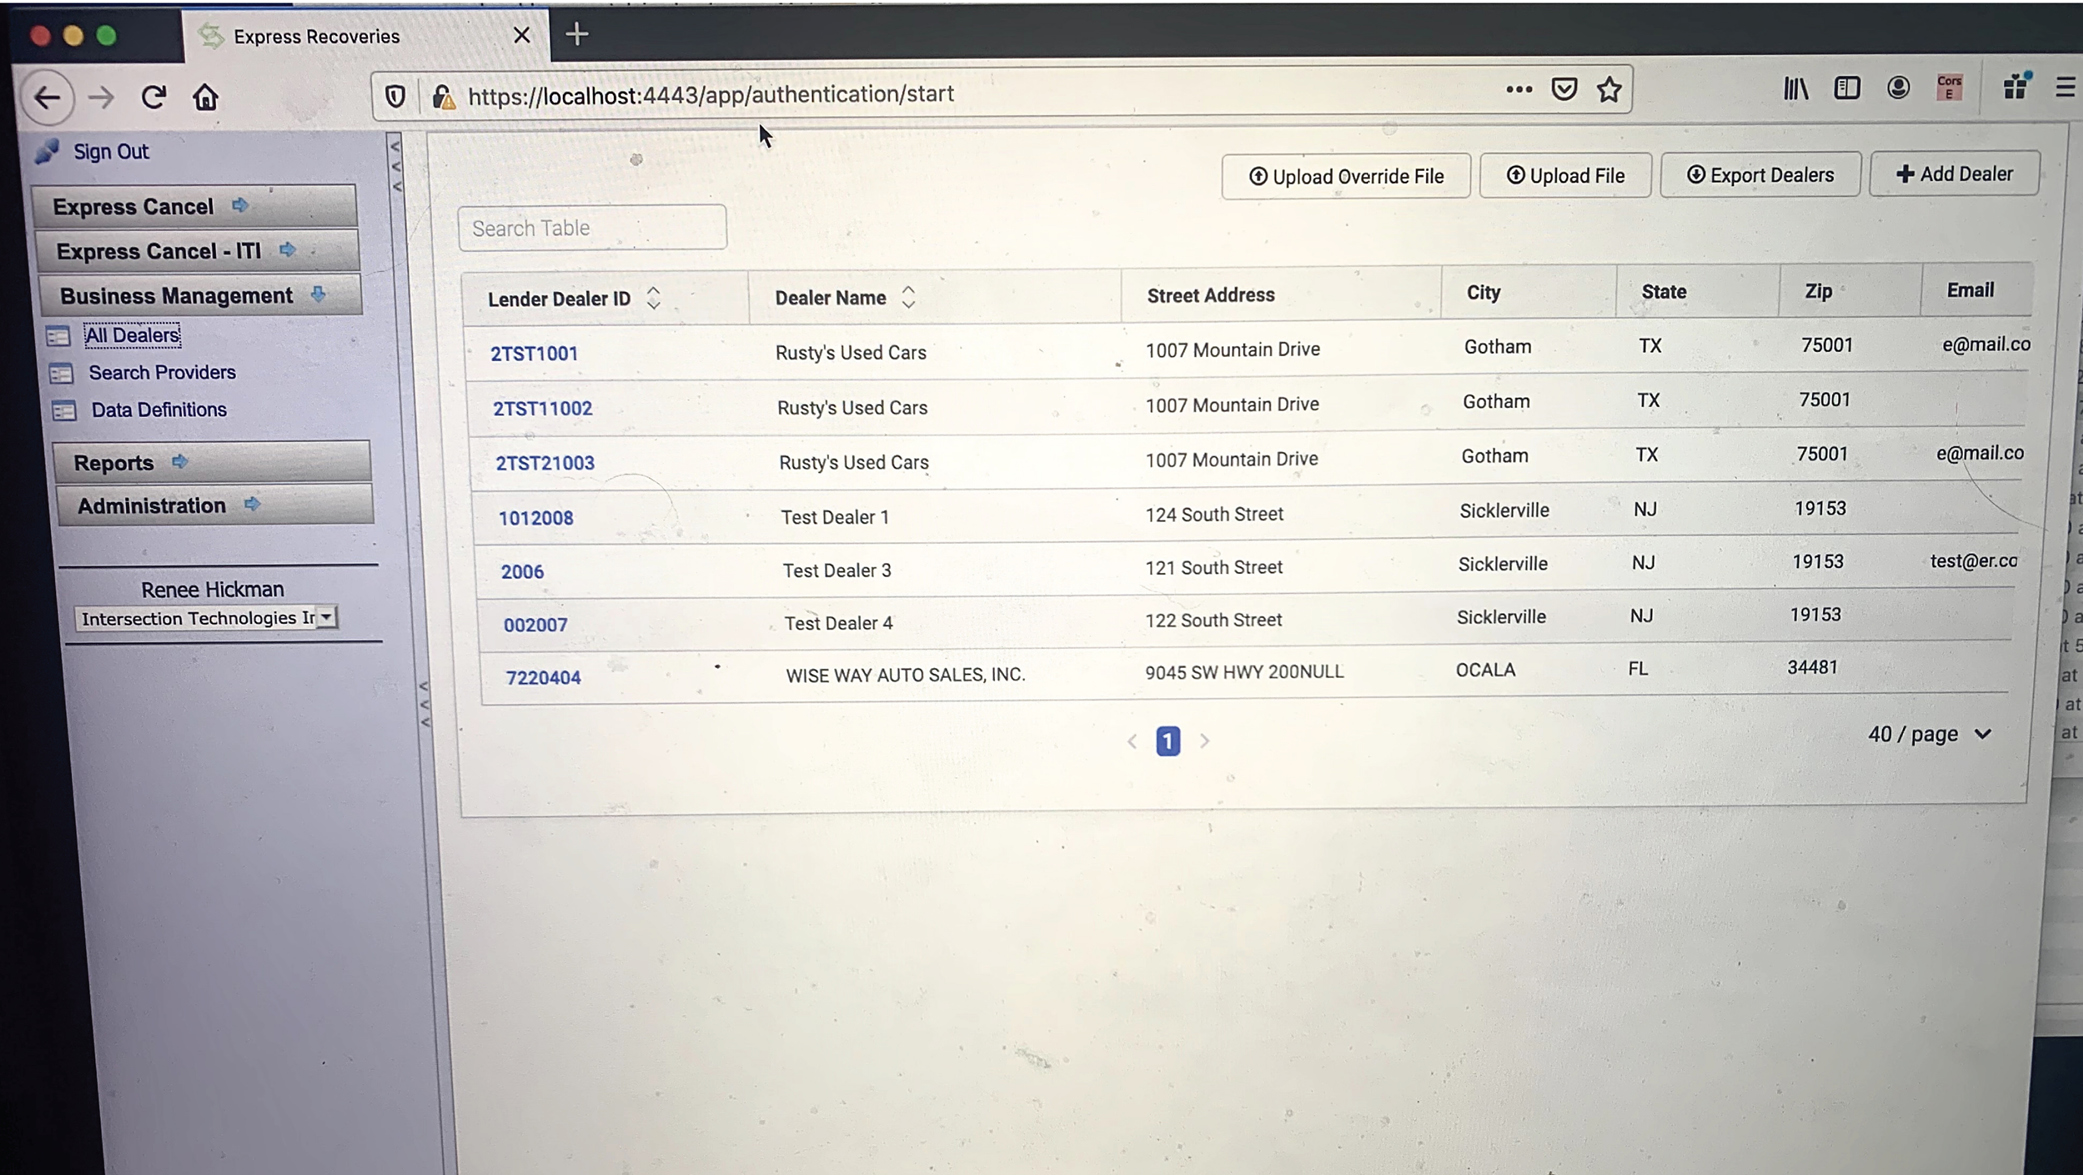 Express Recoveries
https://localhost:4443/app/authentication/start
Cors
E
Sign Out
Express Cancel
Express Cancel - ITI
Business Management
All Dealers
Search Providers
Data Definitions
Reports
Administration
Renee Hickman
Intersection Technologies Ir
Upload Override File
Upload File
Export Dealers
Add Dealer
Search Table
Lender Dealer ID Dealer Name Street Address City State Zip Email
2TST1001 Rusty's Used Cars 1007 Mountain Drive Gotham TX 75001 e@mail.co
2TST11002 Rusty's Used Cars 1007 Mountain Drive Gotham TX 75001
2TST21003 Rusty's Used Cars 1007 Mountain Drive Gotham TX 75001 e@mail.co
1012008 Test Dealer 1 124 South Street Sicklerville NJ 19153
2006 Test Dealer 3 121 South Street Sicklerville NJ 19153 test@er.co
002007 Test Dealer 4 122 South Street Sicklerville NJ 19153
7220404 WISE WAY AUTO SALES, INC. 9045 SW HWY 200NULL OCALA FL 34481
1
40 / page
at
at
at